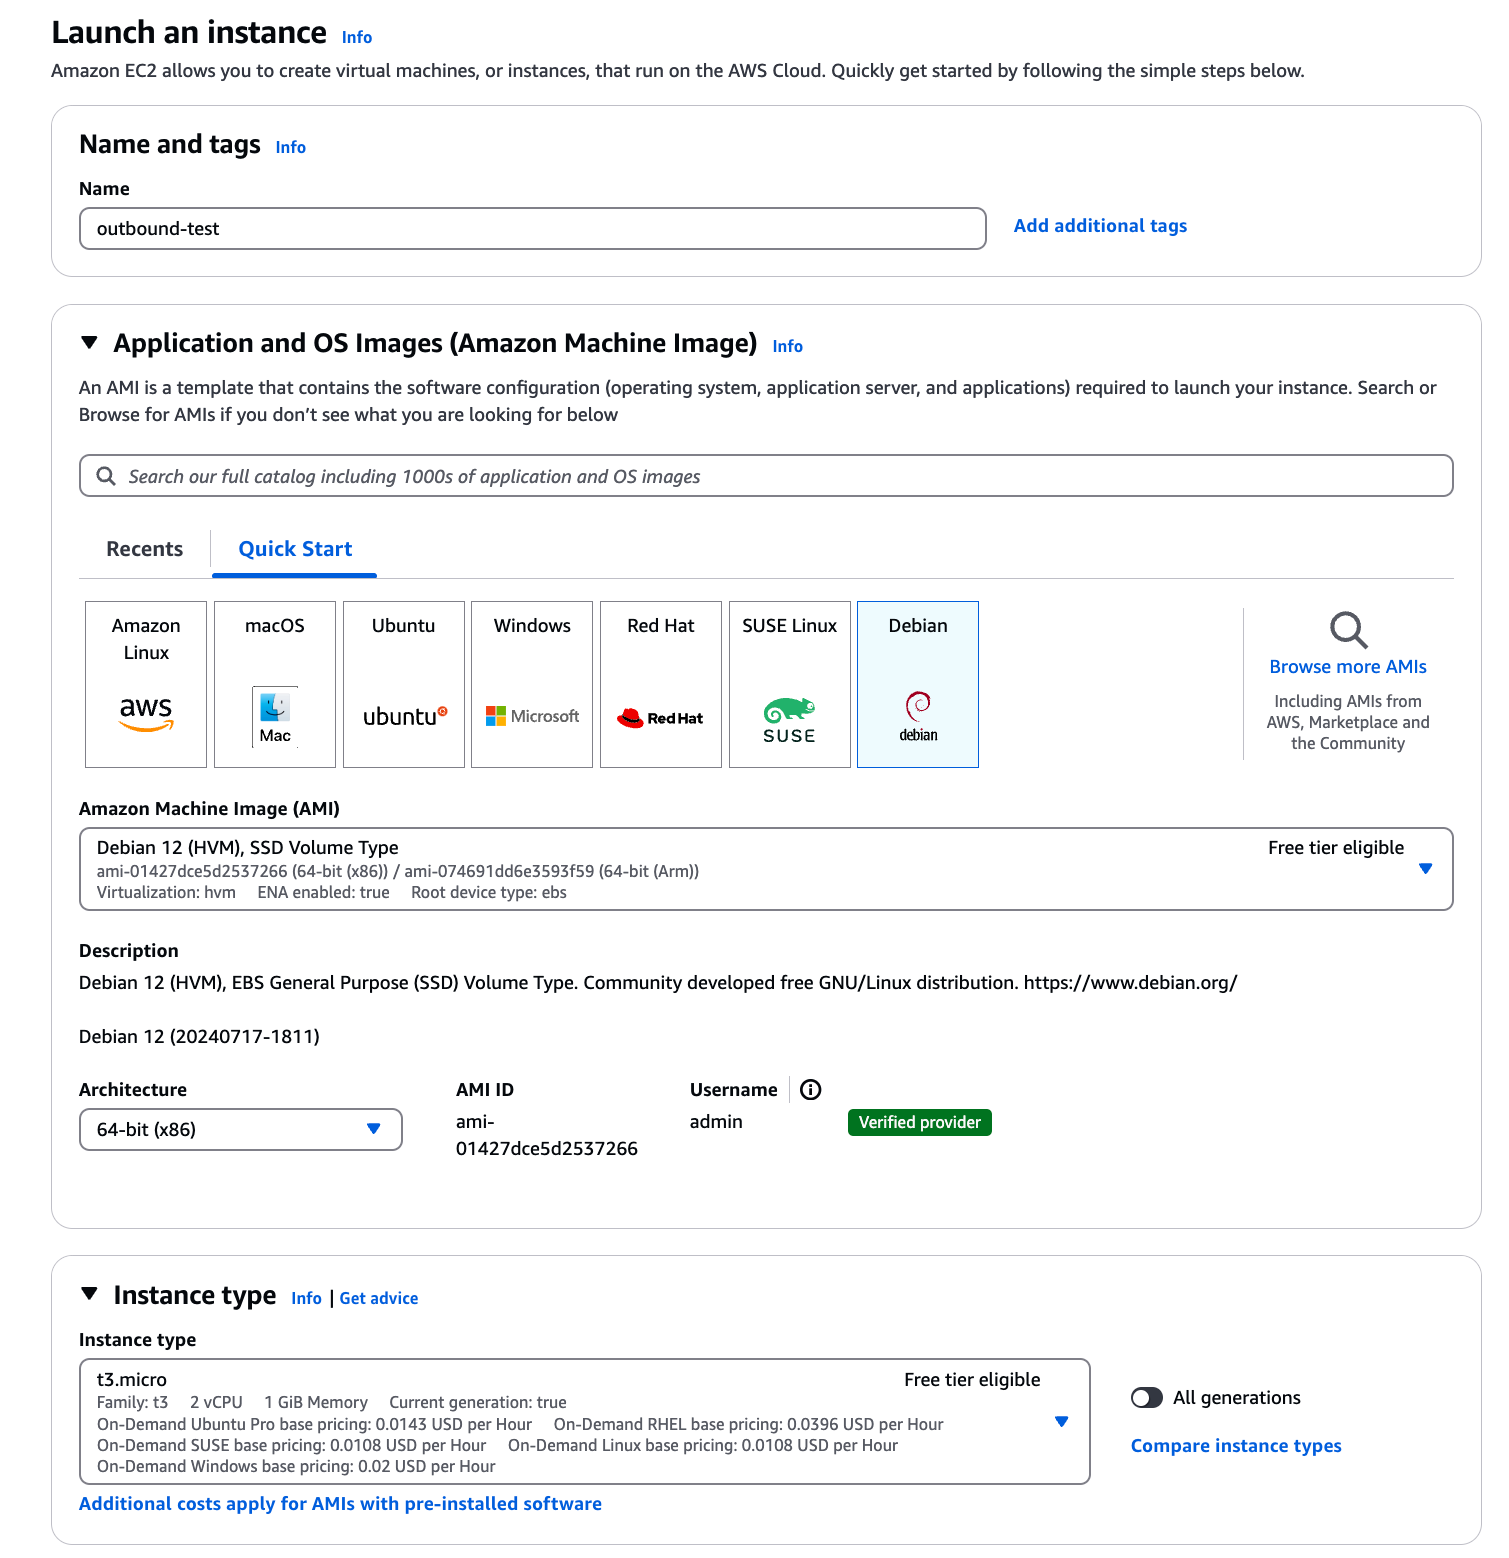 Launch an instance Info
Amazon EC2 allows you to create virtual machines, or instances, that run on the AWS Cloud. Quickly get started by following the simple steps below.
Name and tags Info
Name
outbound-test
Add additional tags
Application and OS Images (Amazon Machine Image) Info
An AMI is a template that contains the software configuration (operating system, application server, and applications) required to launch your instance. Search or
Browse for AMIs if you don’t see what you are looking for below
Search our full catalog including 1000s of application and OS images
Recents
Quick Start
Amazon
Linux
aws
macOS
Mac
Ubuntu
ubuntu
Windows
Microsoft
Red Hat
Red Hat
SUSE Linux
SUSE
Debian
debian
Browse more AMIs
Including AMIs from
AWS, Marketplace and
the Community
Amazon Machine Image (AMI)
Debian 12 (HVM), SSD Volume Type
Free tier eligible
ami-01427dce5d2537266 (64-bit (x86)) / ami-074691dd6e3593f59 (64-bit (Arm))
Virtualization: hvm ENA enabled: true Root device type: ebs
Description
Debian 12 (HVM), EBS General Purpose (SSD) Volume Type. Community developed free GNU/Linux distribution. https://www.debian.org/
Debian 12 (20240717-1811)
Architecture
64-bit (x86)
AMI ID
ami-
01427dce5d2537266
Username
admin
Verified provider
Instance type Info | Get advice
Instance type
t3.micro
Free tier eligible
Family: t3 2 vCPU 1 GiB Memory Current generation: true
On-Demand Ubuntu Pro base pricing: 0.0143 USD per Hour On-Demand RHEL base pricing: 0.0396 USD per Hour
On-Demand SUSE base pricing: 0.0108 USD per Hour On-Demand Linux base pricing: 0.0108 USD per Hour
On-Demand Windows base pricing: 0.02 USD per Hour
All generations
Compare instance types
Additional costs apply for AMIs with pre-installed software